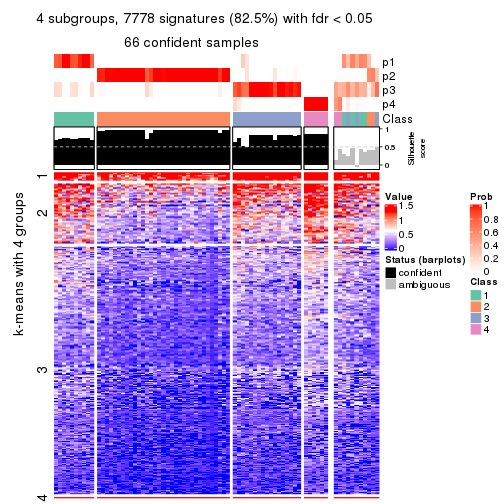 4 subgroups, 7778 signatures (82.5%) with fdr < 0.05
66 confident samples
p1
p2
p3
p4
Class
1
0.5
0
Silhouette
score
k-means with 4 groups
1
2
3
4
Value
1.5
1
0.5
0
Status (barplots)
confident
ambiguous
Prob
1
0.8
0.6
0.4
0.2
0
Class
1
2
3
4